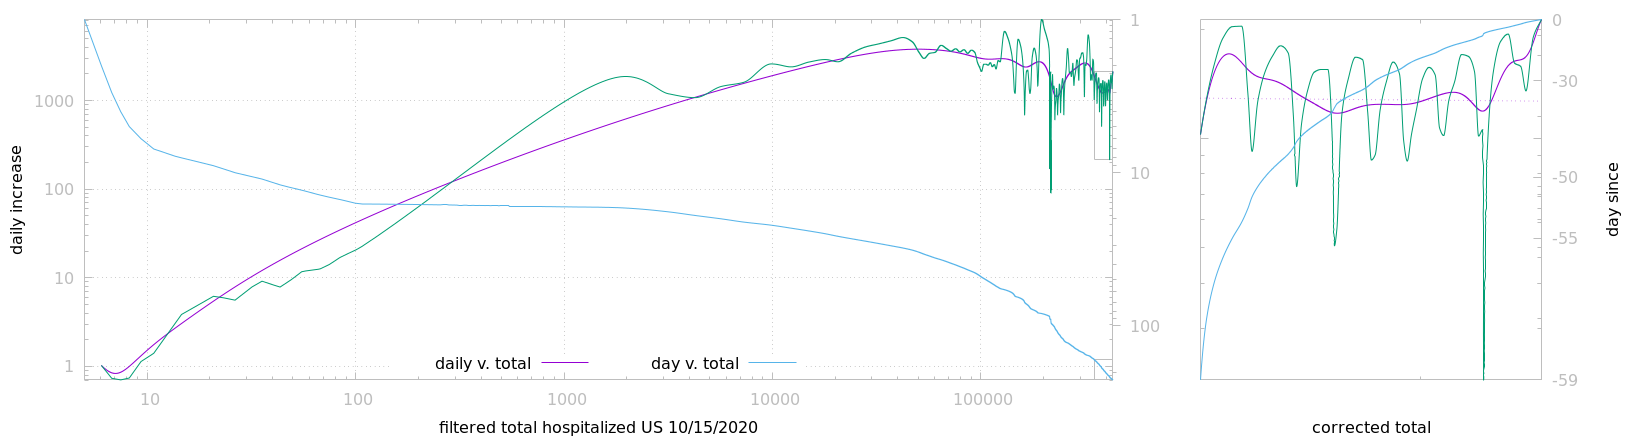 1
0
daily increase
1000
100
10
1
10
100
-30
-50
-55
-59
day since
daily v. total
day v. total
10
100
1000
10000
100000
filtered total hospitalized US 10/15/2020
corrected total